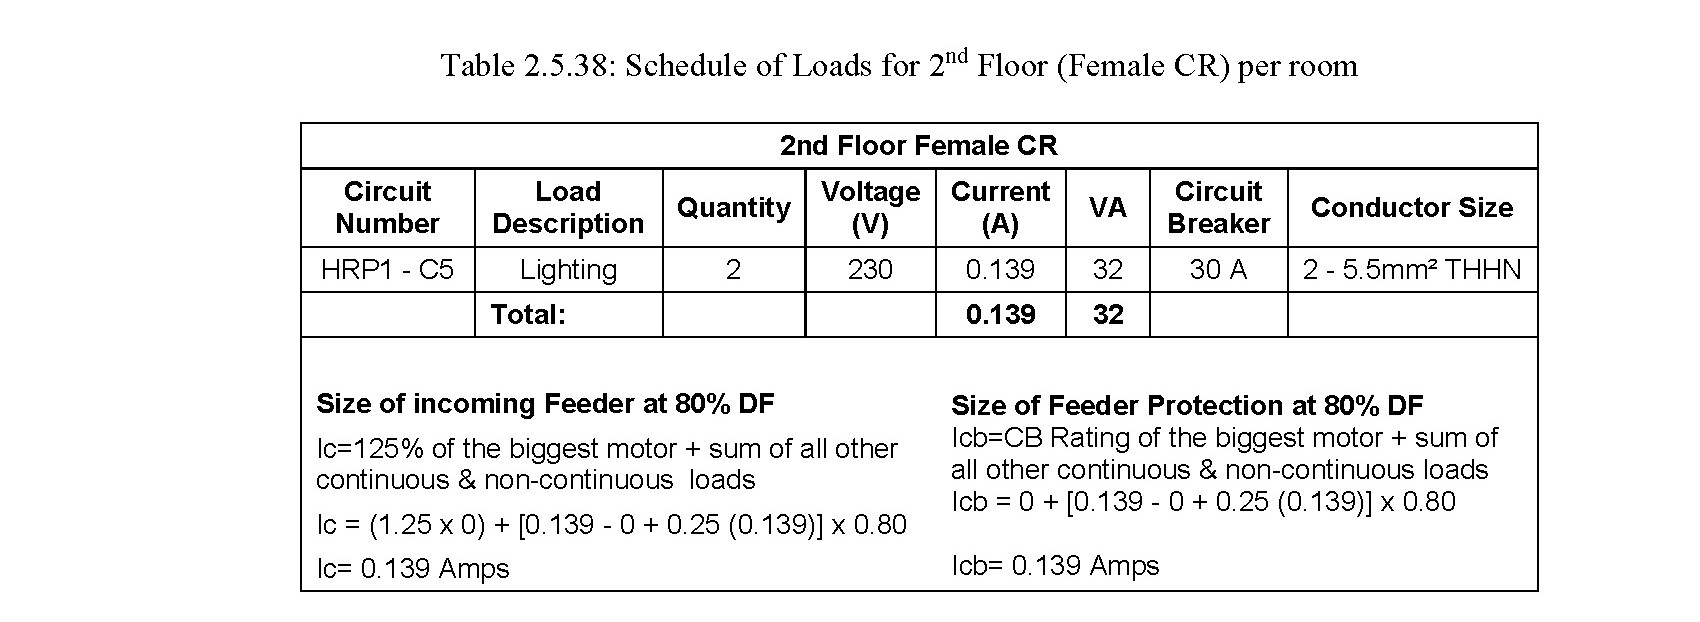 Table 2.5.38: Schedule of Loads for 2nd Floor (Female CR) per room
2nd Floor Female CR
Circuit Number Load Description Quantity Voltage (V) Current (A) VA Circuit Breaker Conductor Size
HRP1 - C5 Lighting 2 230 0.139 32 30 A 2 - 5.5mm² THHN
Total: 0.139 32
Size of incoming Feeder at 80% DF
Ic=125% of the biggest motor + sum of all other
continuous & non-continuous loads
Ic = (1.25 x 0) + [0.139 - 0 + 0.25 (0.139)] x 0.80
Ic= 0.139 Amps
Size of Feeder Protection at 80% DF
Icb=CB Rating of the biggest motor + sum of
all other continuous & non-continuous loads
Icb = 0 + [0.139 - 0 + 0.25 (0.139)] x 0.80
Icb= 0.139 Amps